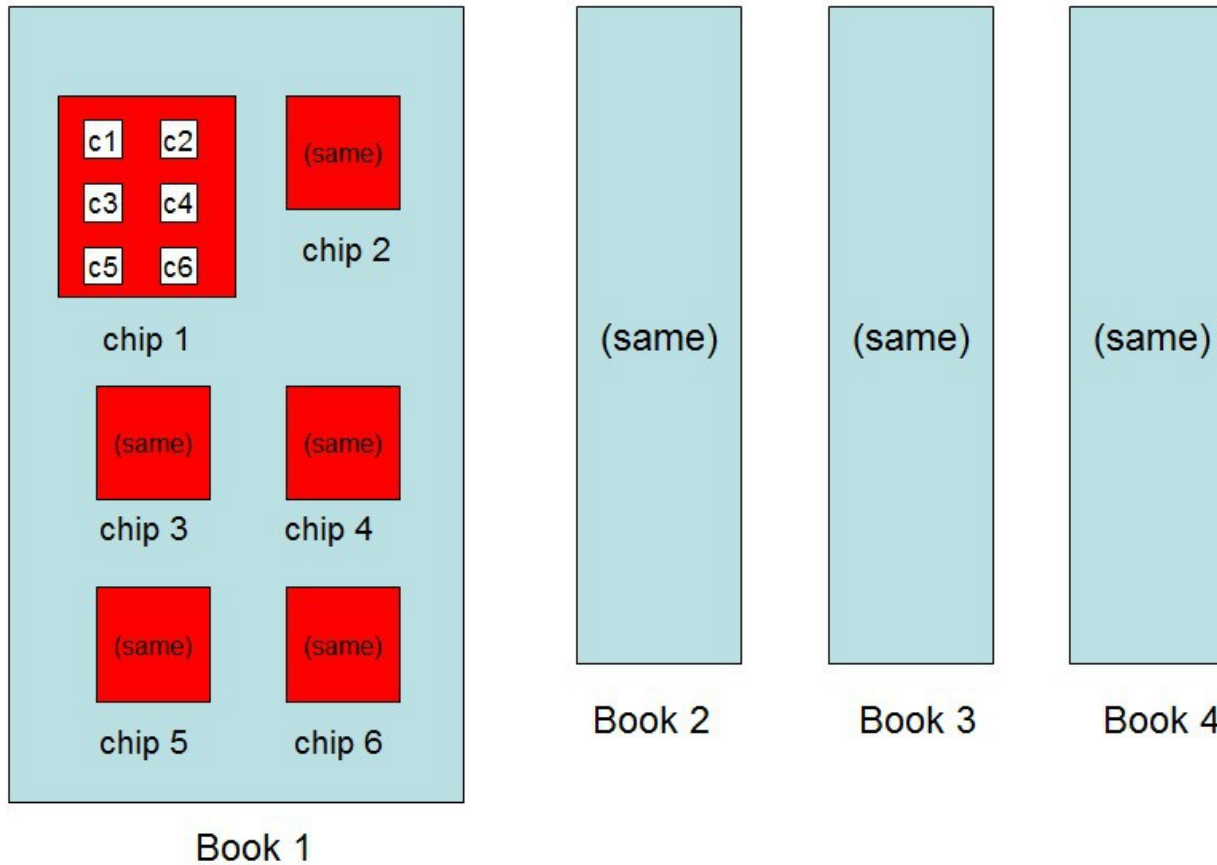 c1 c2
c3 c4
c5 c6
chip 1
(same)
chip 2
(same)
chip 3
(same)
chip 4
(same)
chip 5
(same)
chip 6
Book 1
(same)
Book 2
(same)
Book 3
(same)
Book 4